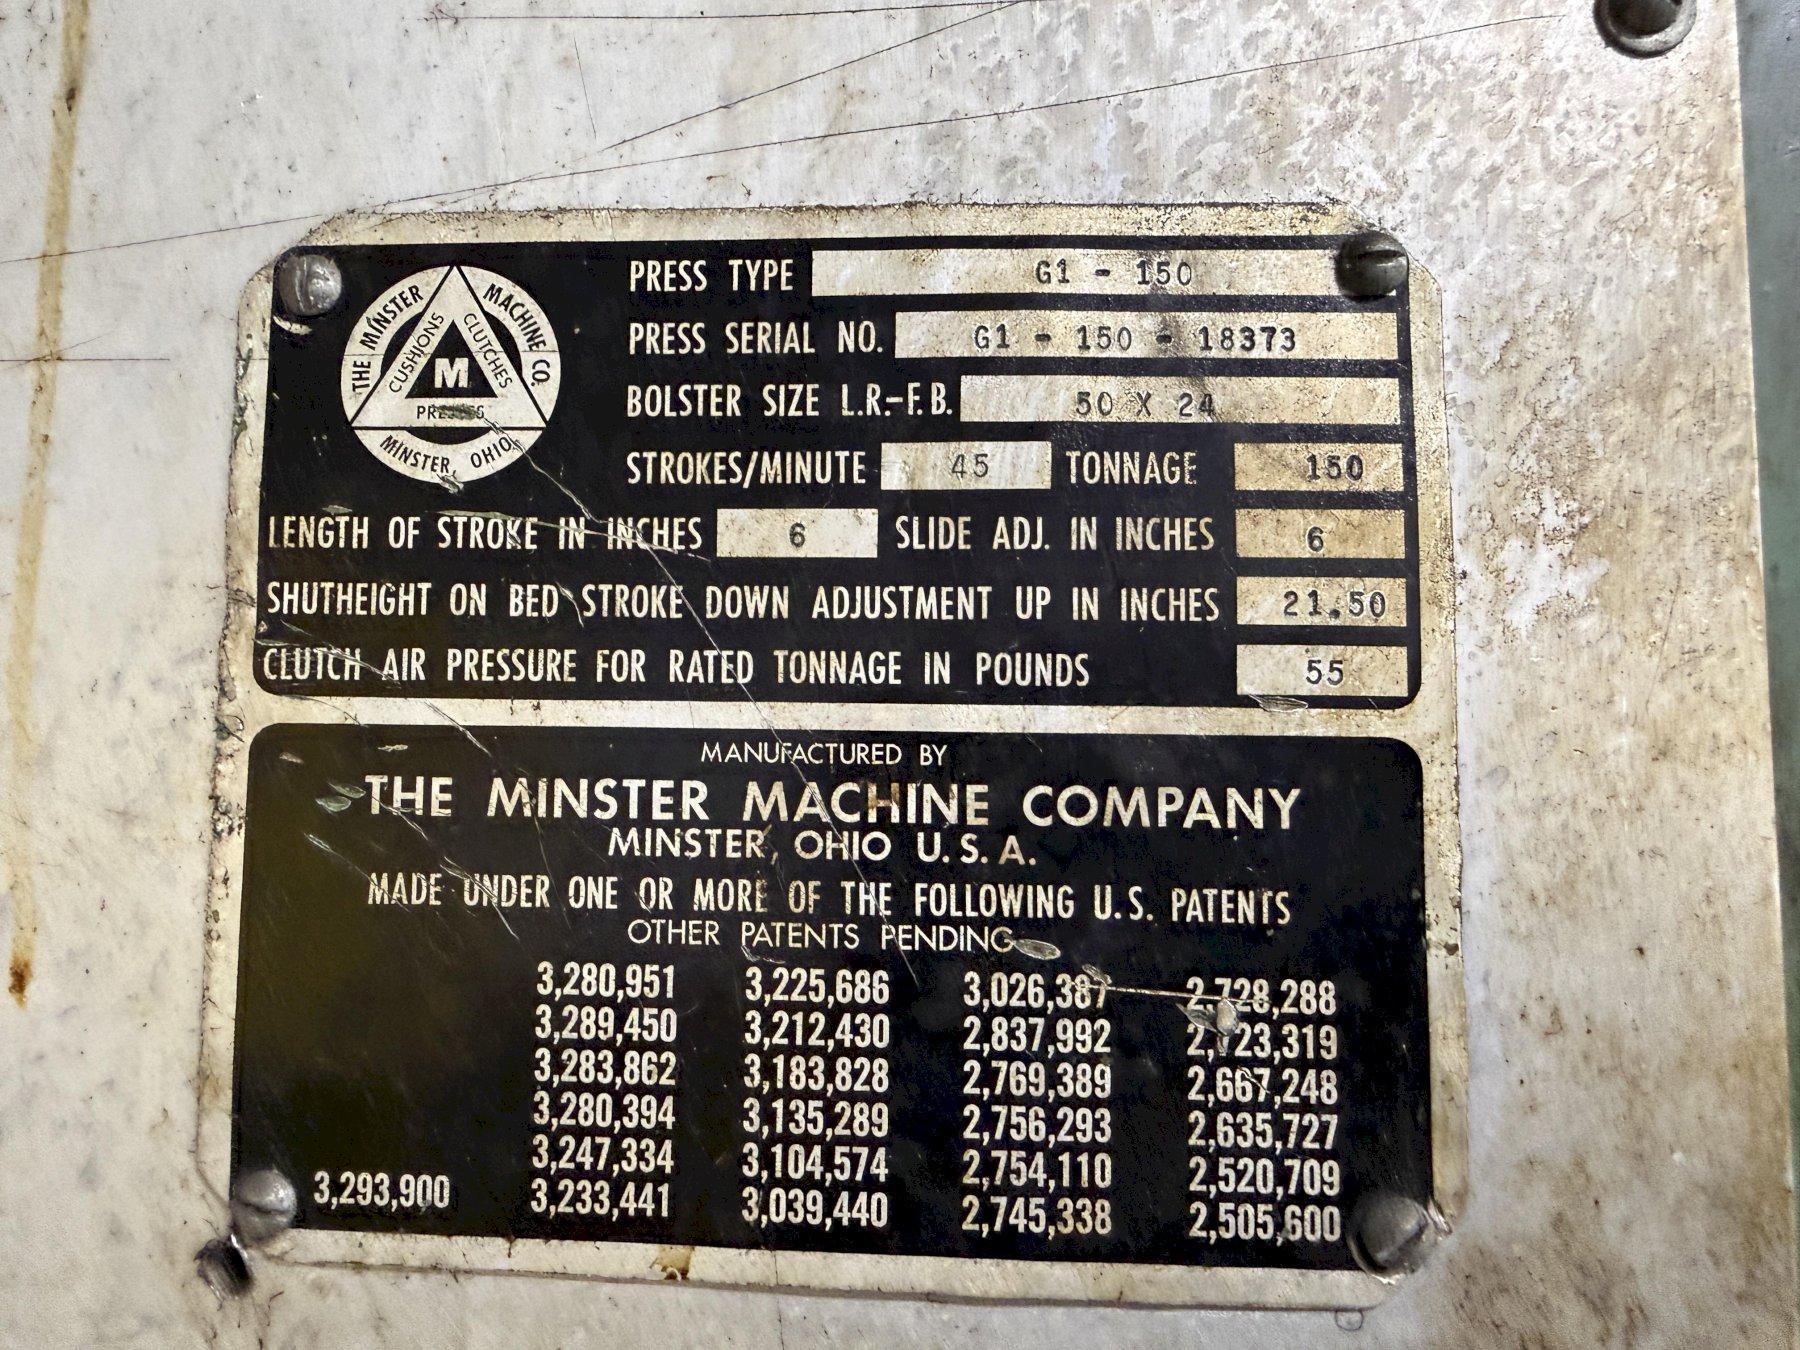 THE MINSTER MACHINE CO.
CUSHIONS CLUTCHES
M
PRESSES
MINSTER, OHIO
PRESS TYPE G1 - 150
PRESS SERIAL NO. G1 - 150 - 18373
BOLSTER SIZE L.R.-F.B. 50 X 24
STROKES/MINUTE 45 TONNAGE 150
LENGTH OF STROKE IN INCHES 6 SLIDE ADJ. IN INCHES 6
SHUTHEIGHT ON BED STROKE DOWN ADJUSTMENT UP IN INCHES 21.50
CLUTCH AIR PRESSURE FOR RATED TONNAGE IN POUNDS 55
MANUFACTURED BY
THE MINSTER MACHINE COMPANY
MINSTER, OHIO U.S.A.
MADE UNDER ONE OR MORE OF THE FOLLOWING U.S. PATENTS
OTHER PATENTS PENDING
3,280,951 3,225,686 3,026,387 2,728,288
3,289,450 3,212,430 2,837,992 2,723,319
3,283,862 3,183,828 2,769,389 2,667,248
3,280,394 3,135,289 2,756,293 2,635,727
3,247,334 3,104,574 2,754,110 2,520,709
3,293,900 3,233,441 3,039,440 2,745,338 2,505,600